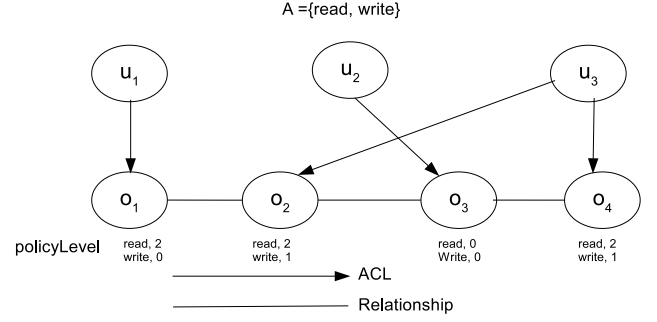 A ={read, write}
u1 u2 u3
o1 o2 o3 o4
policyLevel
read, 2 read, 2 read, 0 read, 2
write, 0 write, 1 Write, 0 write, 1
ACL
Relationship